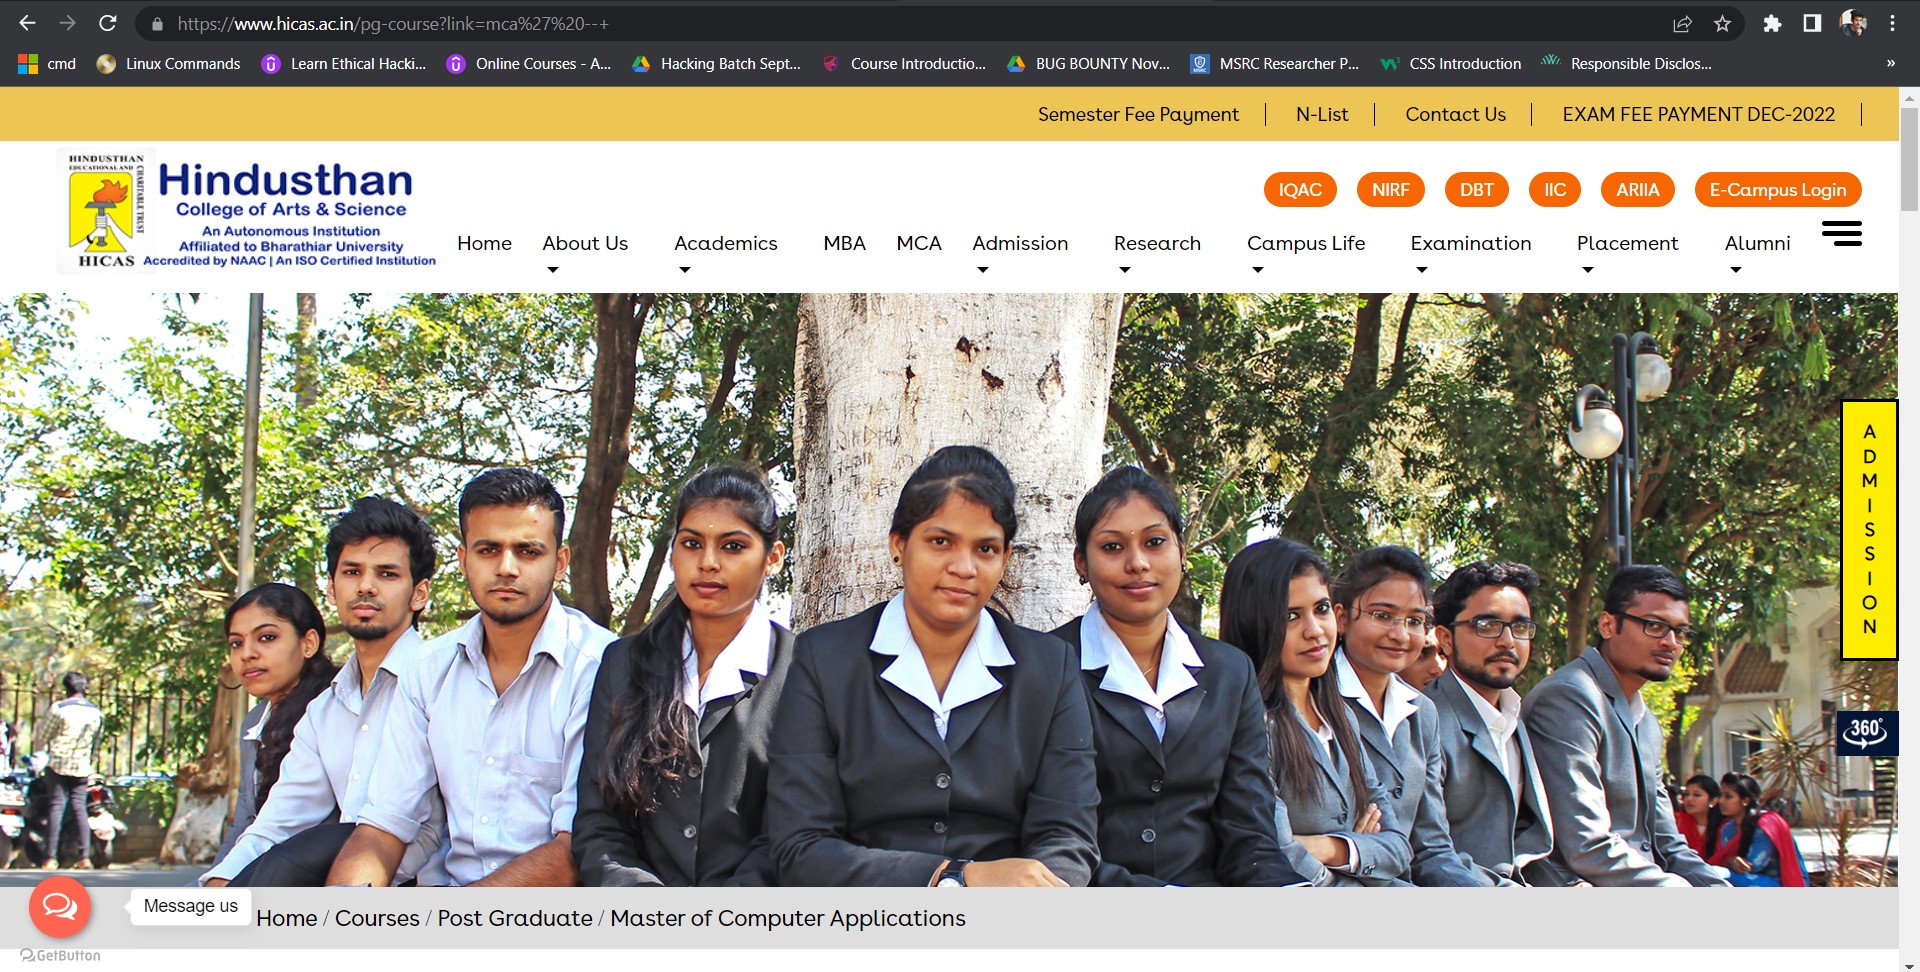 https://www.hicas.ac.in/pg-course?link=mca%27%20--+
cmd
Linux Commands
Learn Ethical Hacki...
Online Courses - A...
Hacking Batch Sept...
Course Introductio...
BUG BOUNTY Nov...
MSRC Researcher P...
CSS Introduction
Responsible Disclos...
»
Semester Fee Payment
N-List
Contact Us
EXAM FEE PAYMENT DEC-2022
HINDUSTHAN
EDUCATIONAL AND
CHARITABLE TRUST
HICAS
Hindusthan
College of Arts & Science
An Autonomous Institution
Affiliated to Bharathiar University
Accredited by NAAC | An ISO Certified Institution
IQAC
NIRF
DBT
IIC
ARIIA
E-Campus Login
Home
About Us
Academics
MBA
MCA
Admission
Research
Campus Life
Examination
Placement
Alumni
ADMISSION
360°
Message us
Home / Courses / Post Graduate / Master of Computer Applications
GetButton